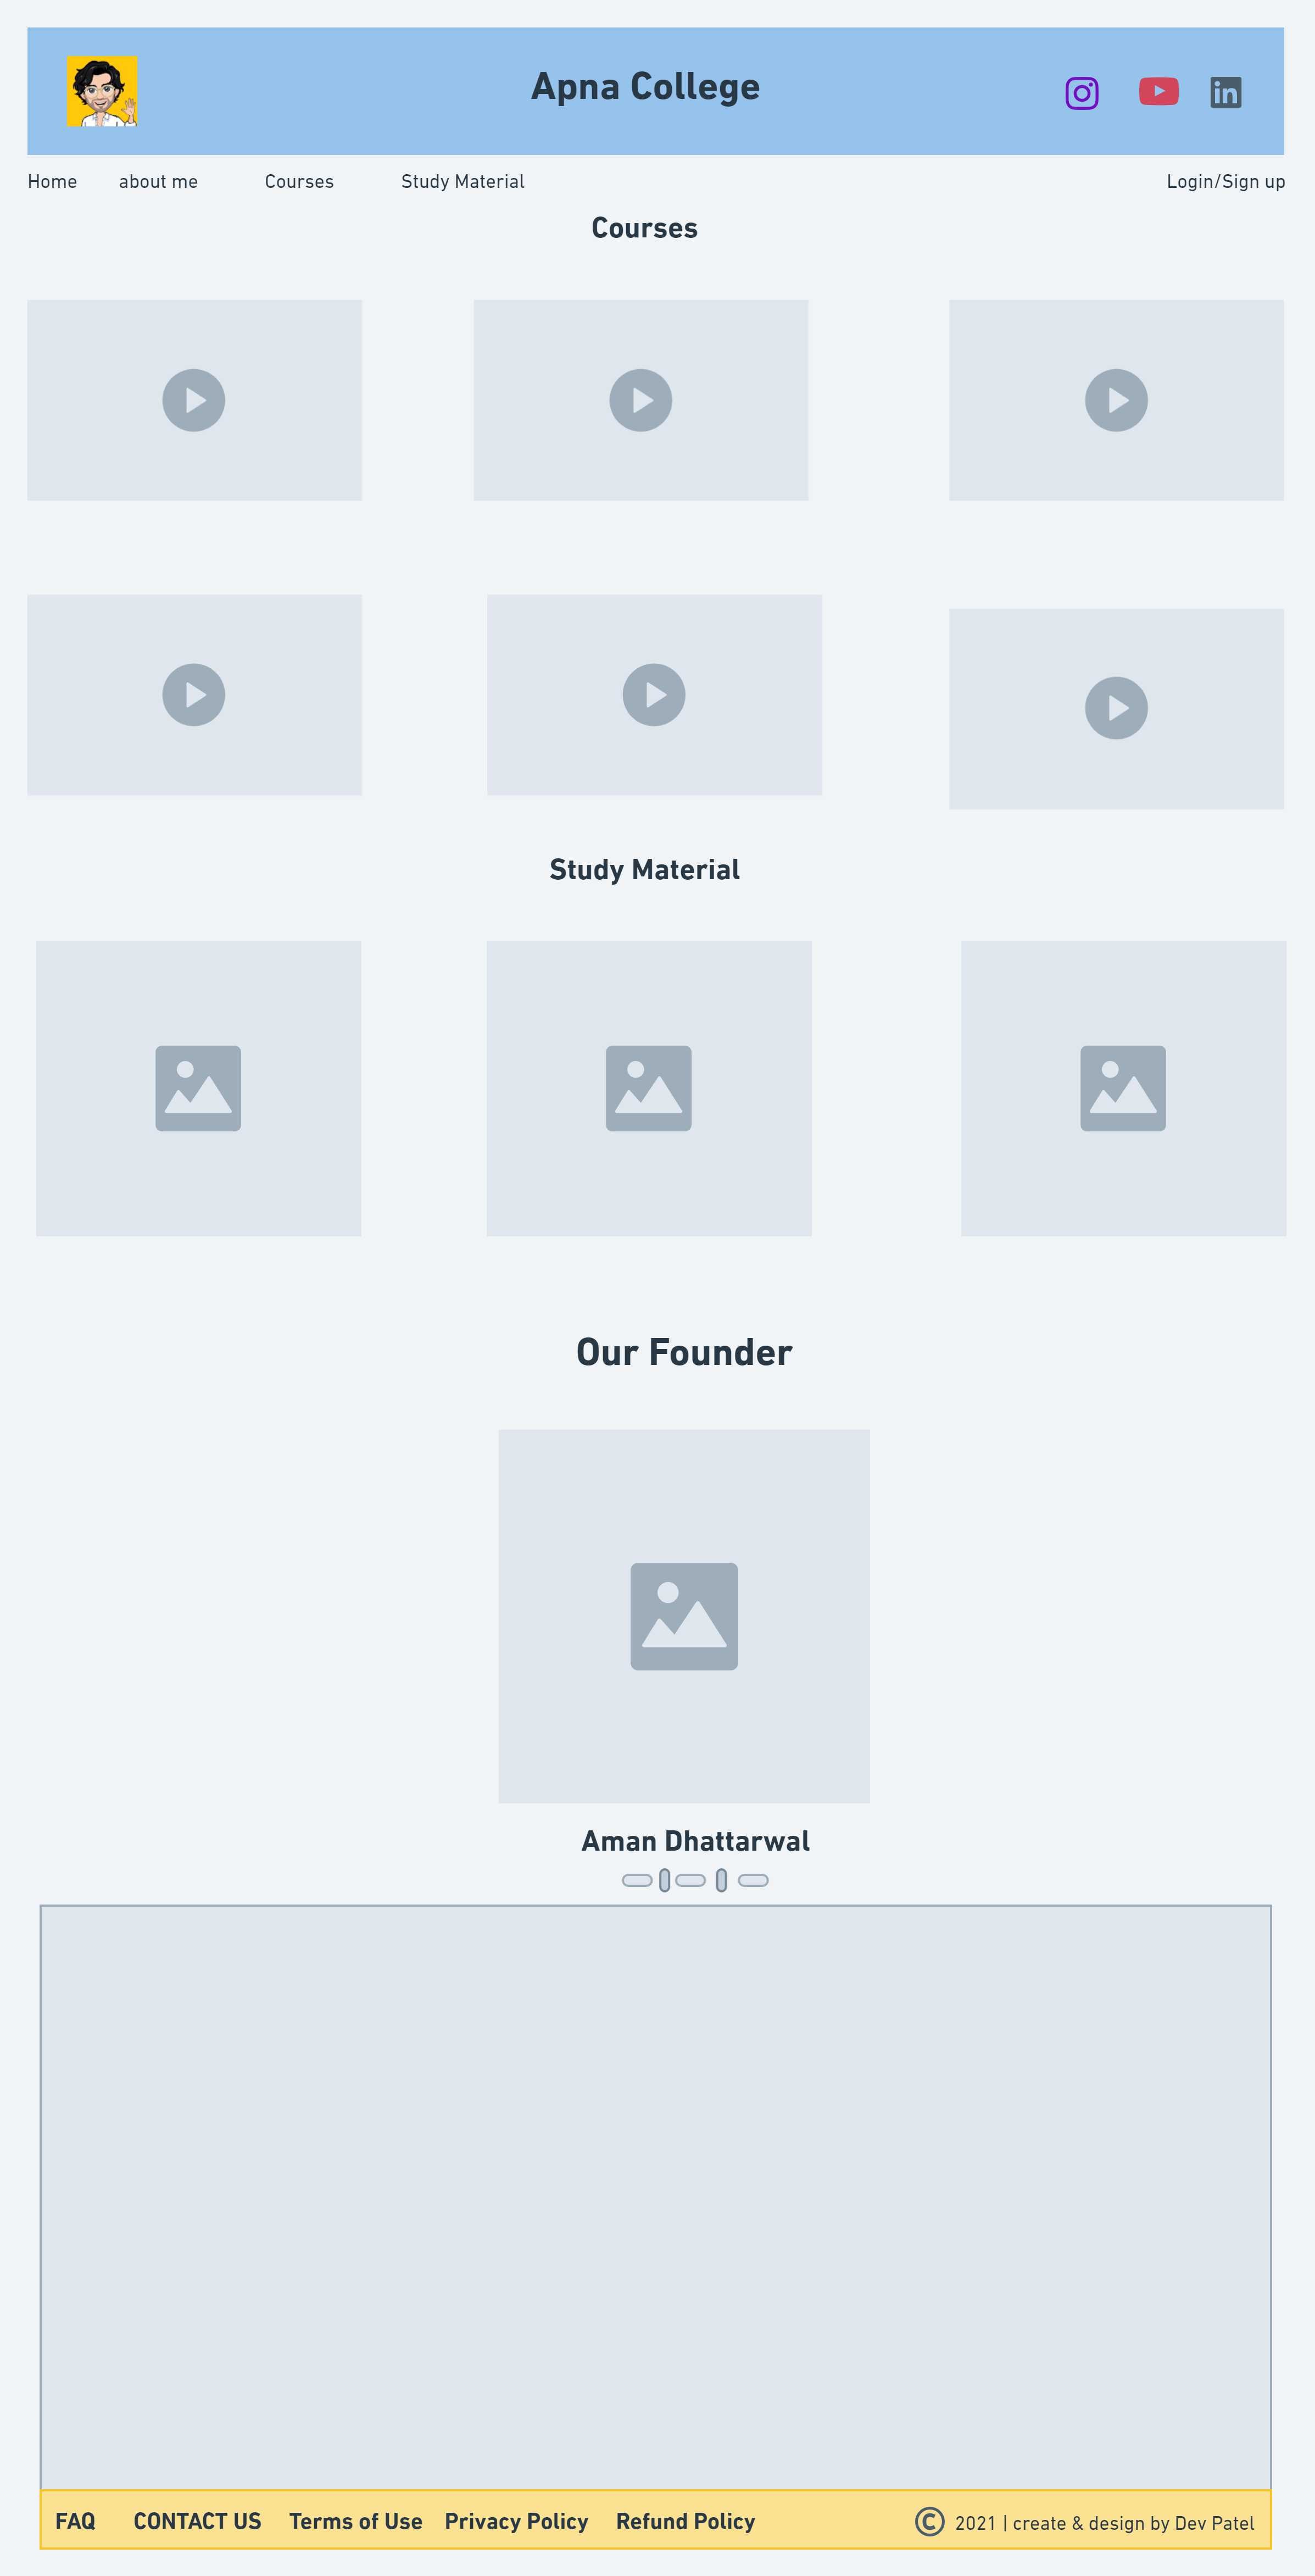 Apna College
Home about me Courses Study Material Login/Sign up
Courses
Study Material
Our Founder
Aman Dhattarwal
FAQ CONTACT US Terms of Use Privacy Policy Refund Policy © 2021 | create & design by Dev Patel